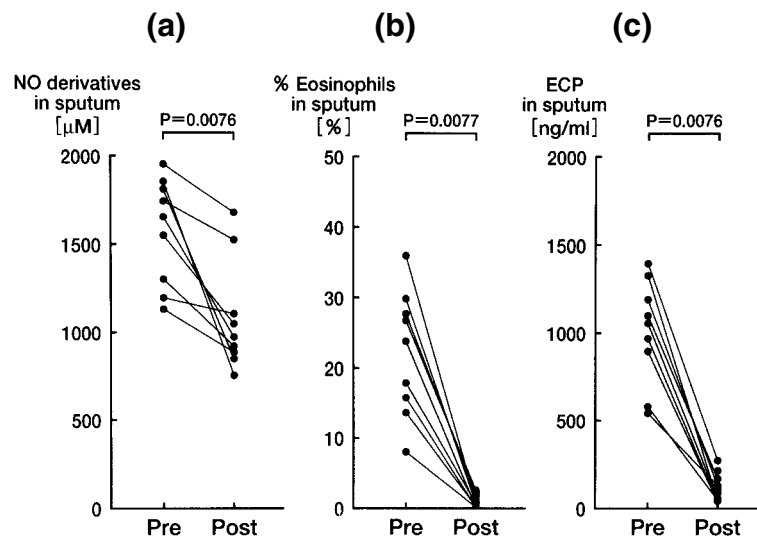 (a)
NO derivatives
in sputum
[μM]
P=0.0076
2000
1500
1000
500
0
Pre Post
(b)
% Eosinophils
in sputum
[%]
P=0.0077
50
40
30
20
10
0
Pre Post
(c)
ECP
in sputum
[ng/ml]
P=0.0076
2000
1500
1000
500
0
Pre Post